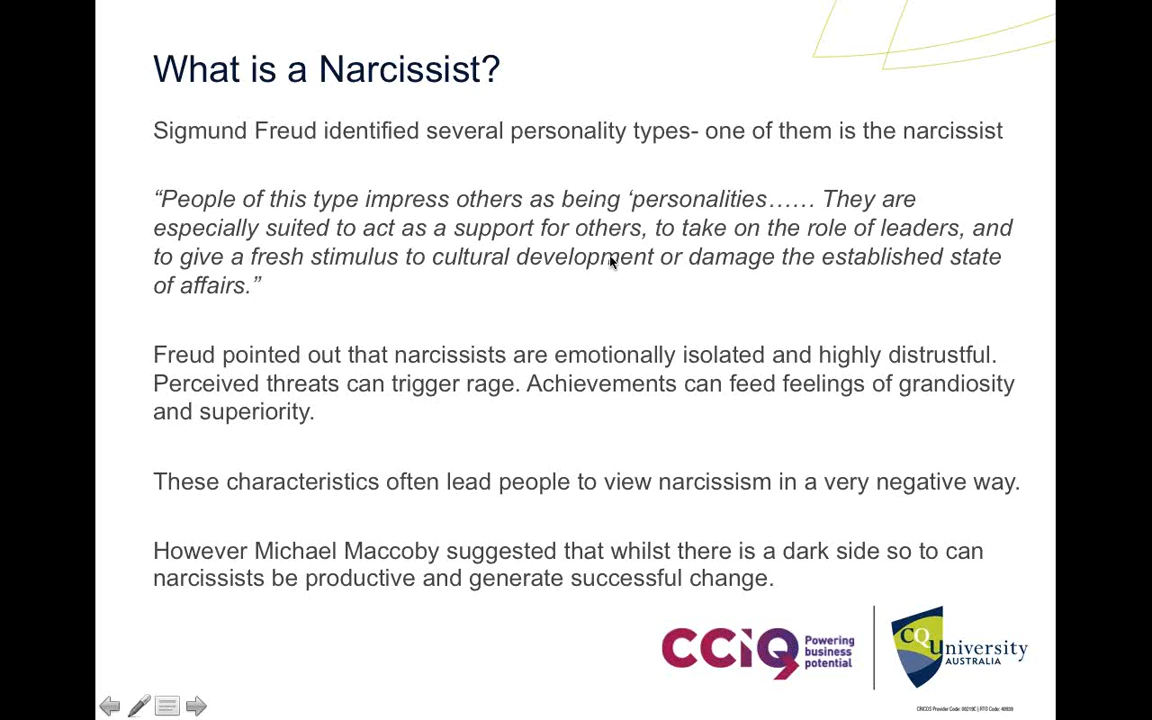 What is a Narcissist?
Sigmund Freud identified several personality types- one of them is the narcissist
“People of this type impress others as being ‘personalities…… They are
especially suited to act as a support for others, to take on the role of leaders, and
to give a fresh stimulus to cultural development or damage the established state
of affairs.”
Freud pointed out that narcissists are emotionally isolated and highly distrustful.
Perceived threats can trigger rage. Achievements can feed feelings of grandiosity
and superiority.
These characteristics often lead people to view narcissism in a very negative way.
However Michael Maccoby suggested that whilst there is a dark side so to can
narcissists be productive and generate successful change.
CCIQ
Powering
business
potential
CQUniversity
AUSTRALIA
CRICOS Provider Code: 00219C | RTO Code: 40939